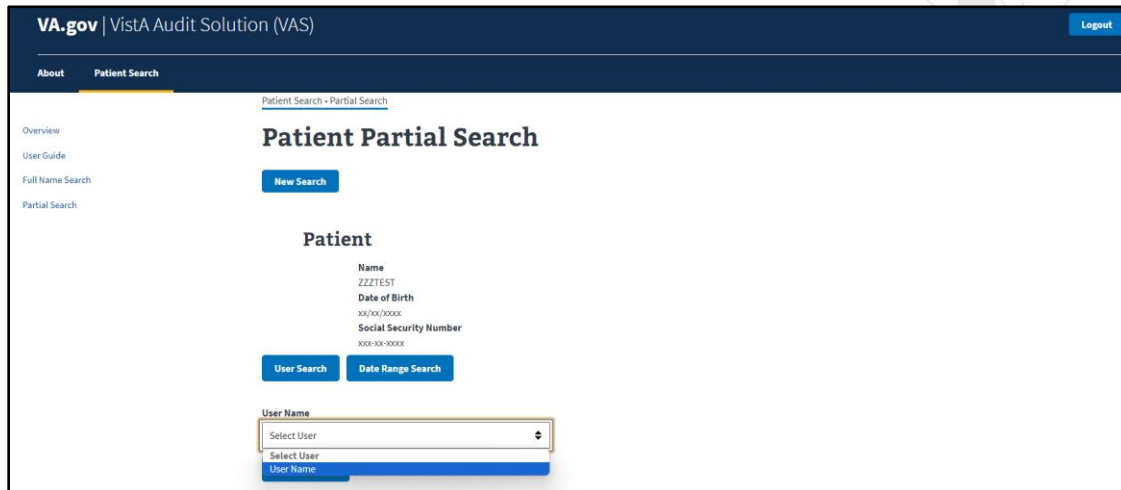 VA.gov | VistA Audit Solution (VAS)
Logout
About Patient Search
Patient Search - Partial Search
Overview
User Guide
Full Name Search
Partial Search
Patient Partial Search
New Search
Patient
Name
ZZZTEST
Date of Birth
xx/xx/xxxx
Social Security Number
xxx-xx-xxxx
User Search Date Range Search
User Name
Select User
Select User
User Name